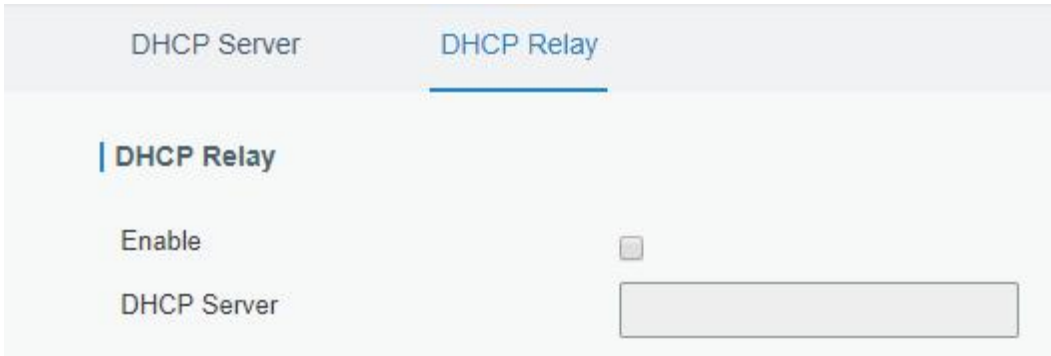 DHCP Server DHCP Relay
DHCP Relay
Enable
DHCP Server